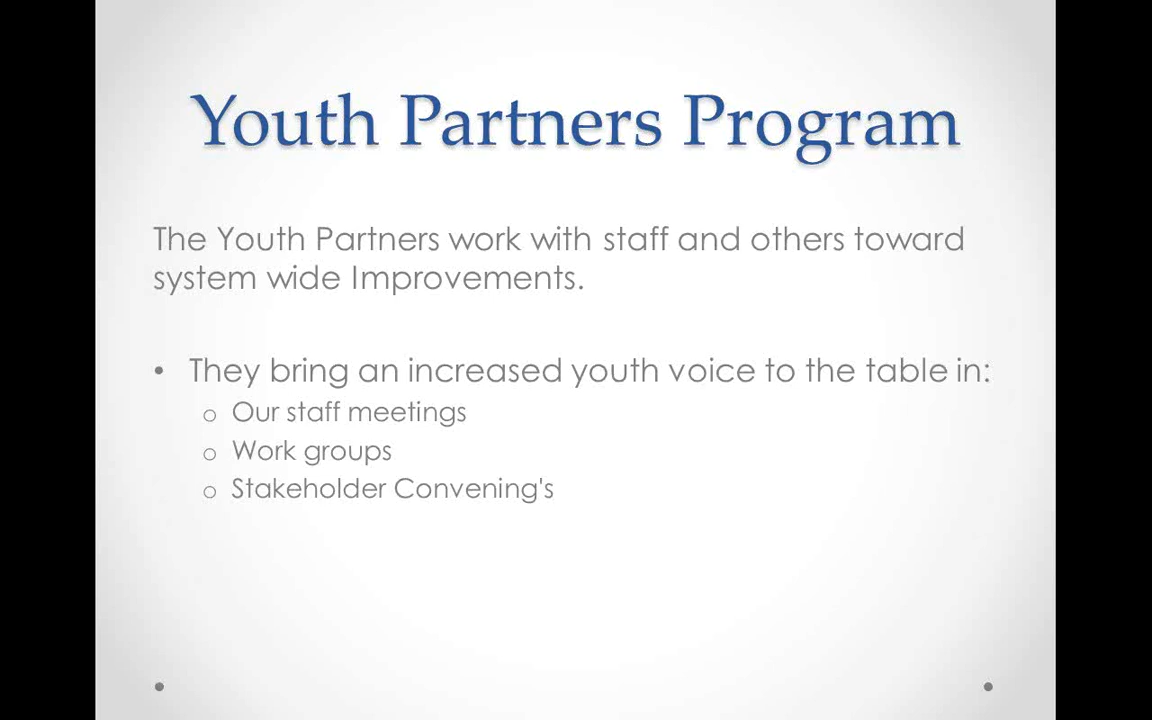 Youth Partners Program
The Youth Partners work with staff and others toward
system wide Improvements.
• They bring an increased youth voice to the table in:
o Our staff meetings
o Work groups
o Stakeholder Convening's